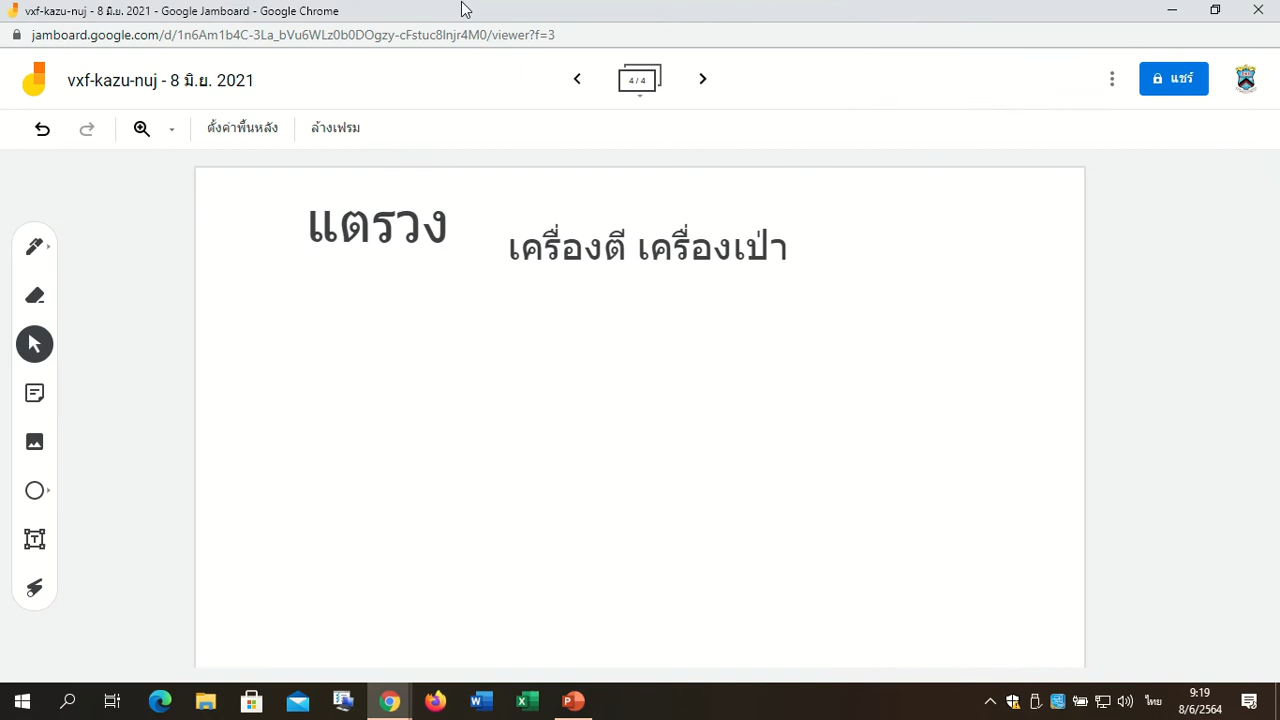 vxf-kazu-nuj - 8 มิ.ย. 2021 - Google Jamboard - Google Chrome
jamboard.google.com/d/1n6Am1b4C-3La_bVu6WLz0b0DOgzy-cFstuc8Injr4M0/viewer?f=3
vxf-kazu-nuj - 8 มิ.ย. 2021
4 / 4
แชร์
ตั้งค่าพื้นหลัง
ล้างเฟรม
แตรวง
เครื่องตี เครื่องเป่า
ไทย
9:19
8/6/2564